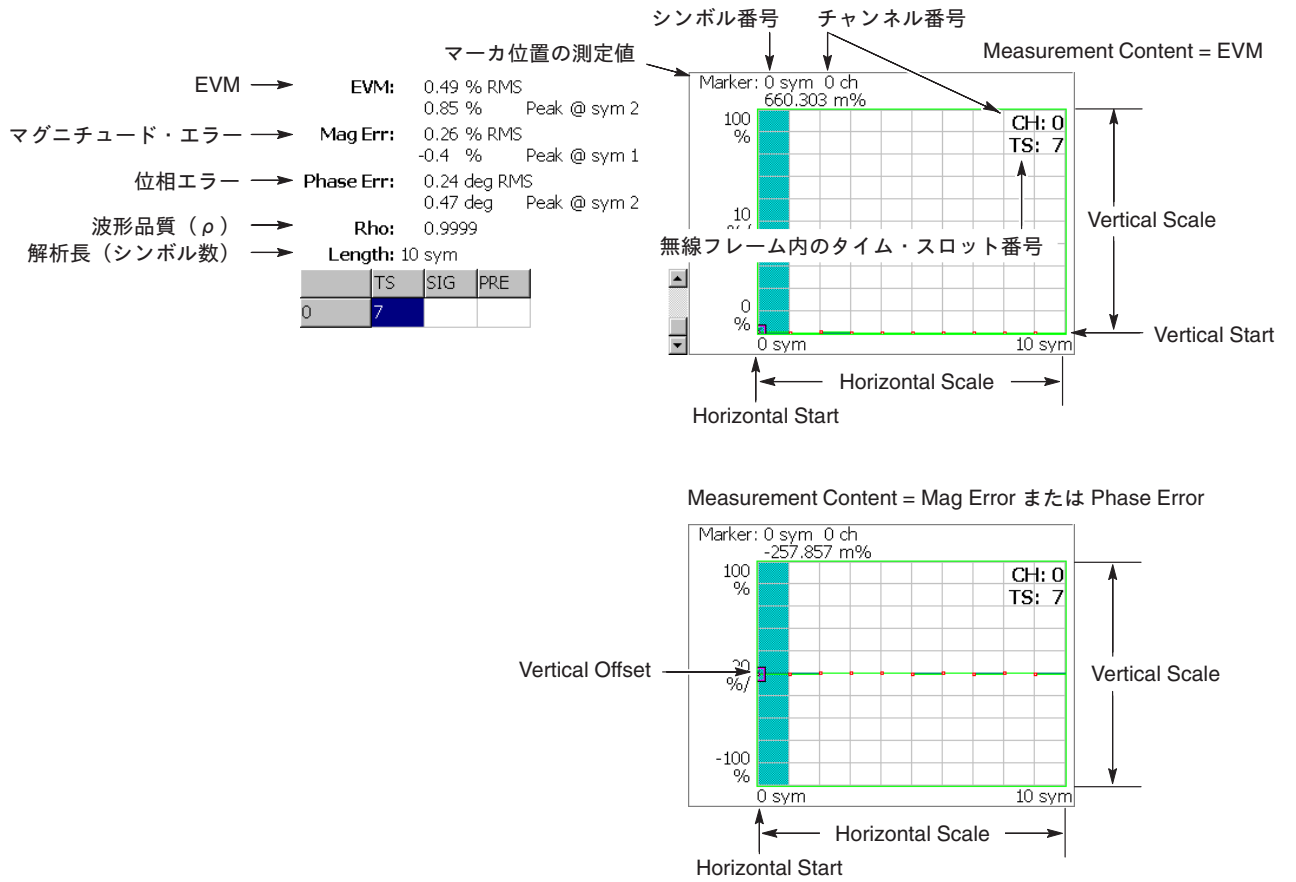 シンボル番号
チャンネル番号
マーカ位置の測定値
Measurement Content = EVM
EVM
EVM: 0.49 % RMS
0.85 % Peak @ sym 2
マグニチュード・エラー
Mag Err: 0.26 % RMS
-0.4 % Peak @ sym 1
位相エラー
Phase Err: 0.24 deg RMS
0.47 deg Peak @ sym 2
波形品質（ρ）
Rho: 0.9999
解析長（シンボル数）
Length: 10 sym
TS SIG PRE
0 7
Marker: 0 sym 0 ch
660.303 m%
100
%
CH: 0
TS: 7
10
Vertical Scale
無線フレーム内のタイム・スロット番号
0
%
0 sym 10 sym
Vertical Start
Horizontal Scale
Horizontal Start
Measurement Content = Mag Error または Phase Error
Marker: 0 sym 0 ch
-257.857 m%
100
%
CH: 0
TS: 7
Vertical Offset
20
%/
Vertical Scale
-100
%
0 sym 10 sym
Horizontal Scale
Horizontal Start